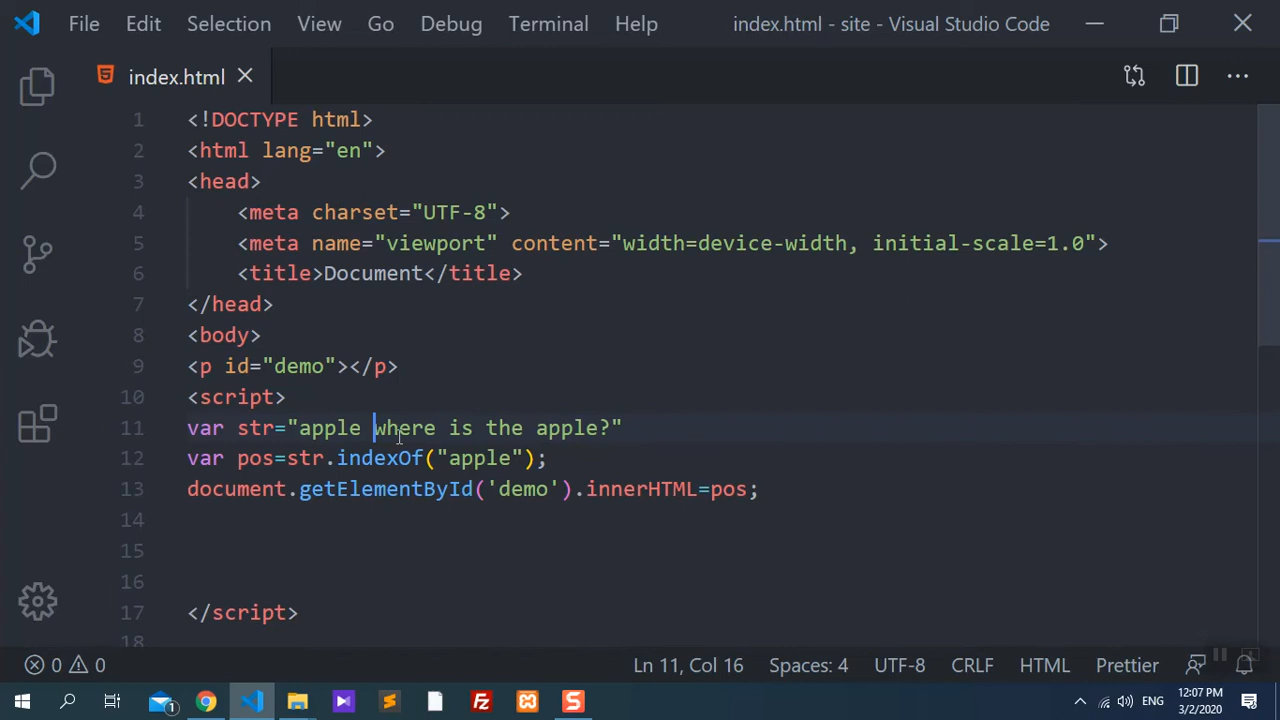 File Edit Selection View Go Debug Terminal Help index.html - site - Visual Studio Code
index.html
1 <!DOCTYPE html>
2 <html lang="en">
3 <head>
4 <meta charset="UTF-8">
5 <meta name="viewport" content="width=device-width, initial-scale=1.0">
6 <title>Document</title>
7 </head>
8 <body>
9 <p id="demo"></p>
10 <script>
11 var str="apple where is the apple?"
12 var pos=str.indexOf("apple");
13 document.getElementById('demo').innerHTML=pos;
14
15
16
17 </script>
18
0 0 Ln 11, Col 16 Spaces: 4 UTF-8 CRLF HTML Prettier
1 ENG 12:07 PM
3/2/2020